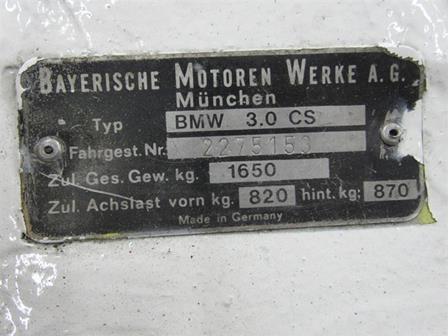 BAYERISCHE MOTOREN WERKE A.G.
München
Typ BMW 3.0 CS
Fahrgest. Nr. 2275153
Zul. Ges. Gew. kg. 1650
Zul. Achslast vorn kg. 820 hint. kg: 870
Made in Germany